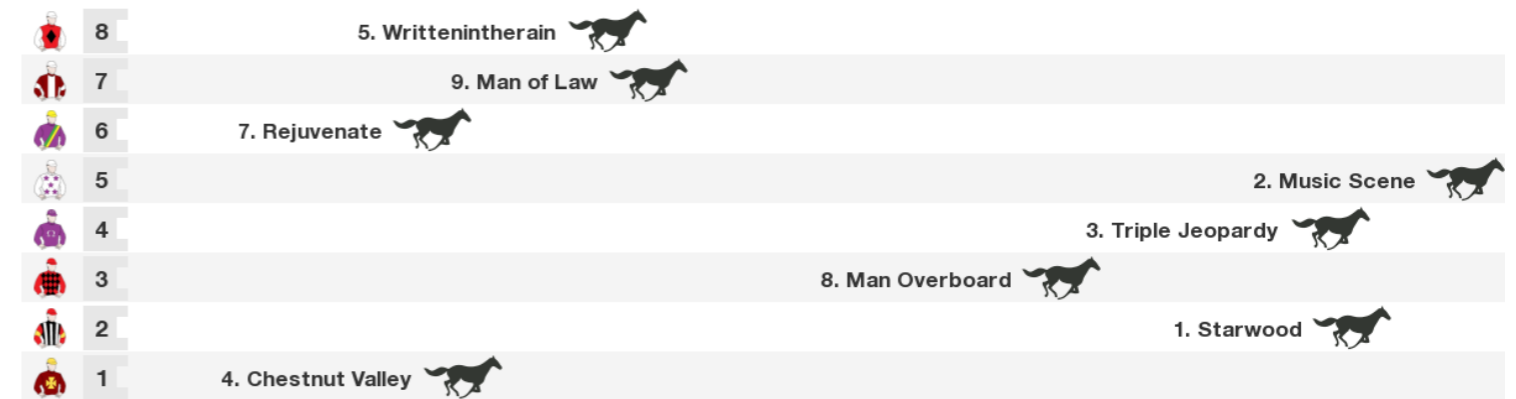 8 5. Writtenintherain
7 9. Man of Law
6 7. Rejuvenate
5 2. Music Scene
4 3. Triple Jeopardy
3 8. Man Overboard
2 1. Starwood
1 4. Chestnut Valley